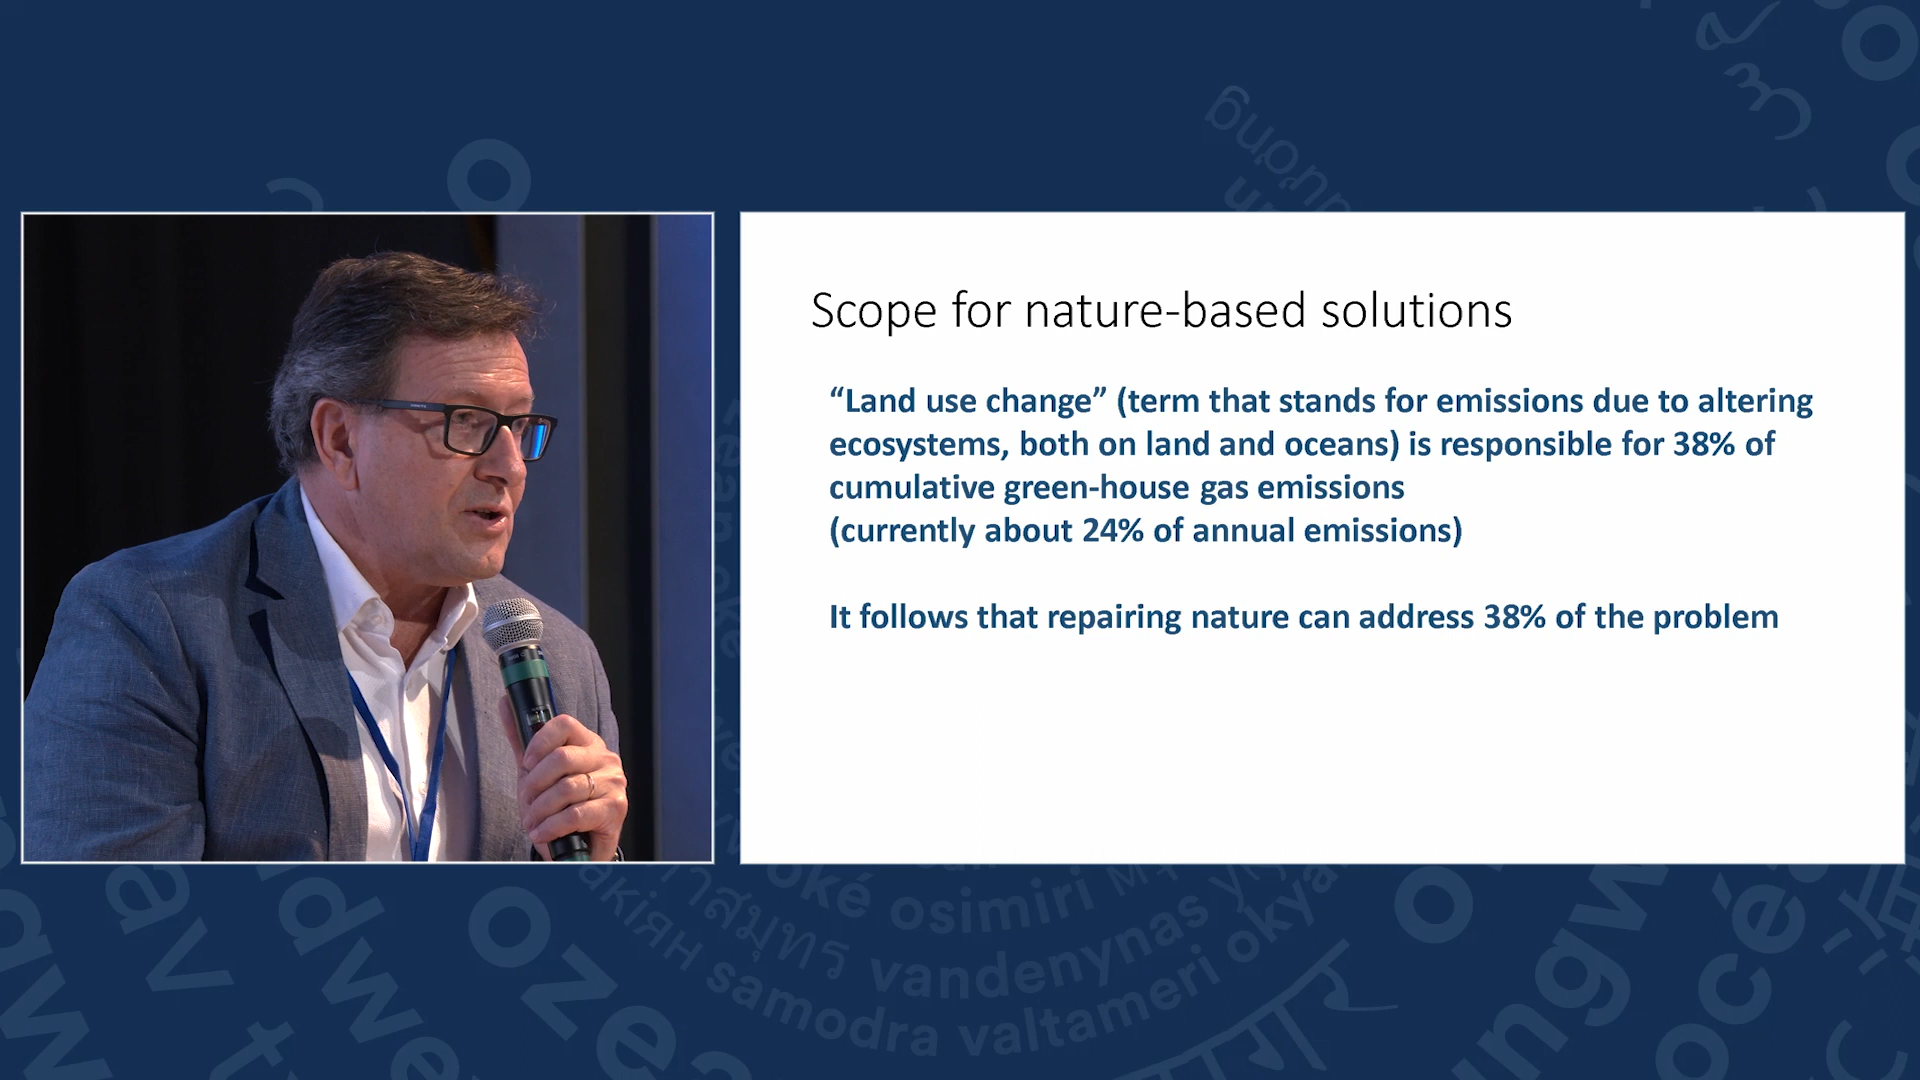 Scope for nature-based solutions
“Land use change” (term that stands for emissions due to altering
ecosystems, both on land and oceans) is responsible for 38% of
cumulative green-house gas emissions
(currently about 24% of annual emissions)
It follows that repairing nature can address 38% of the problem
osimiri
vandenynas
samodra valtameri